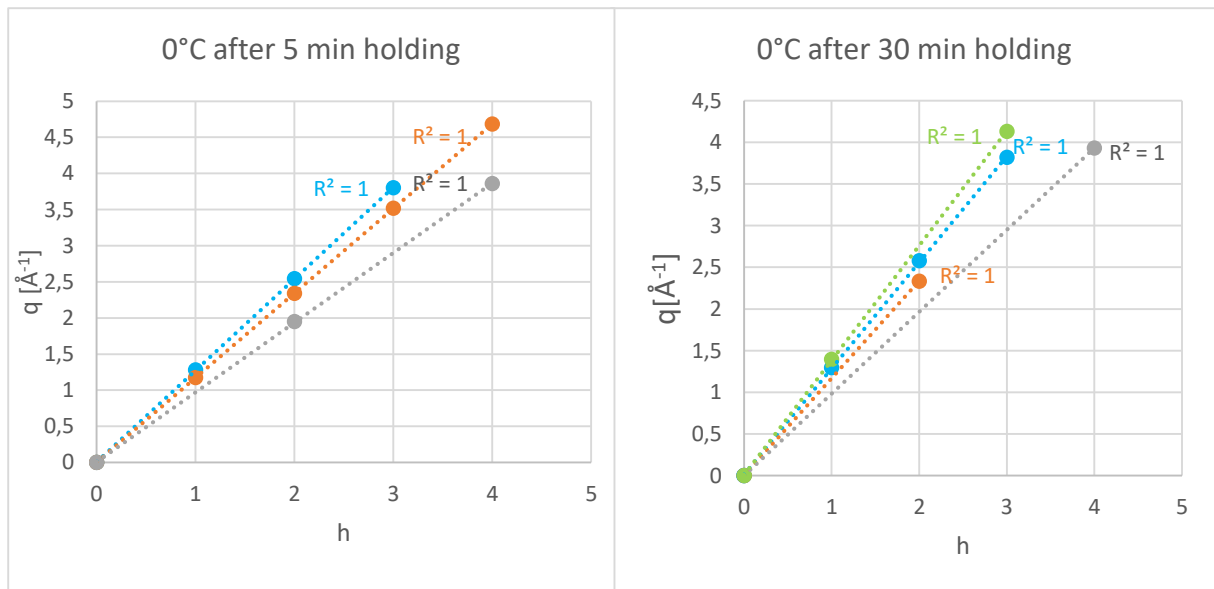 0°C after 5 min holding
5
4,5
4
3,5
3
2,5
2
1,5
1
0,5
0
q [Å⁻¹]
R² = 1
R² = 1
R² = 1
0
1
2
3
4
5
h
0°C after 30 min holding
4,5
4
3,5
3
2,5
2
1,5
1
0,5
0
q[Å⁻¹]
R² = 1
R² = 1
R² = 1
R² = 1
0
1
2
3
4
5
h